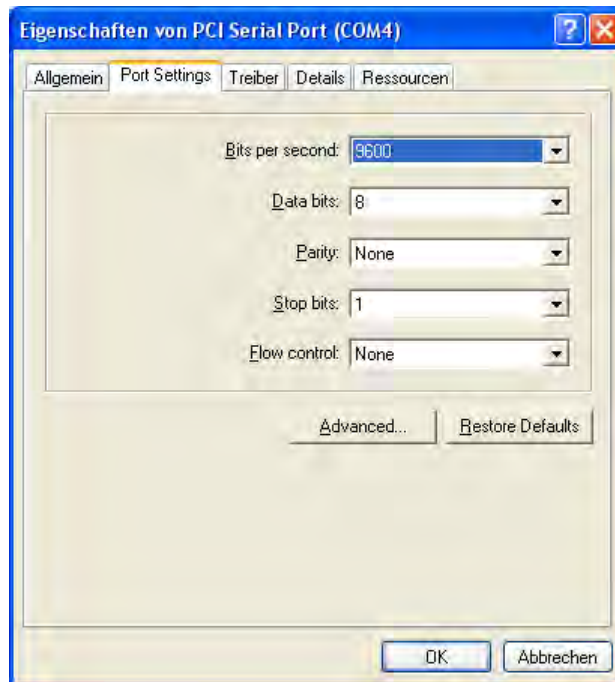 Eigenschaften von PCI Serial Port (COM4)
Allgemein Port Settings Treiber Details Ressourcen
Bits per second: 9600
Data bits: 8
Parity: None
Stop bits: 1
Flow control: None
Advanced... Restore Defaults
OK Abbrechen